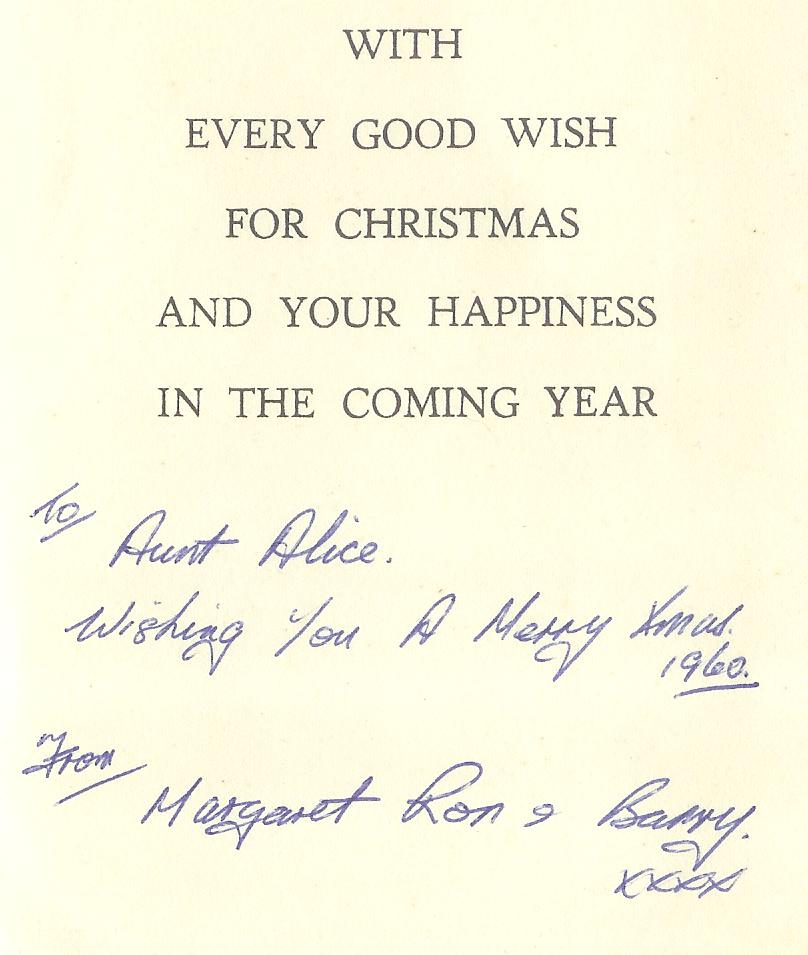 WITH
EVERY GOOD WISH
FOR CHRISTMAS
AND YOUR HAPPINESS
IN THE COMING YEAR
To
Aunt Alice.
Wishing You A Merry Xmas.
1960.
From
Margaret Ron & Barry.
xxxx